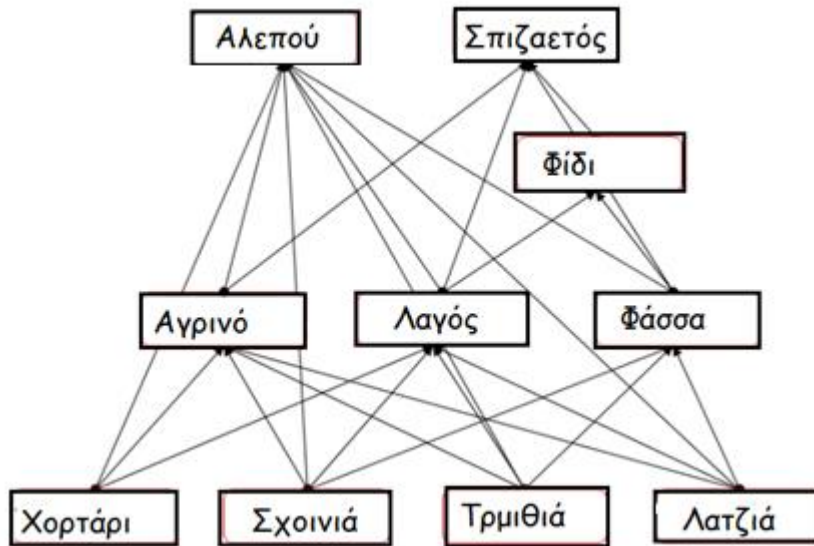 Αλεπού
Σπιζαετός
Φίδι
Αγρινό
Λαγός
Φάσσα
Χορτάρι
Σχοινιά
Τρμιθιά
Λατζιά